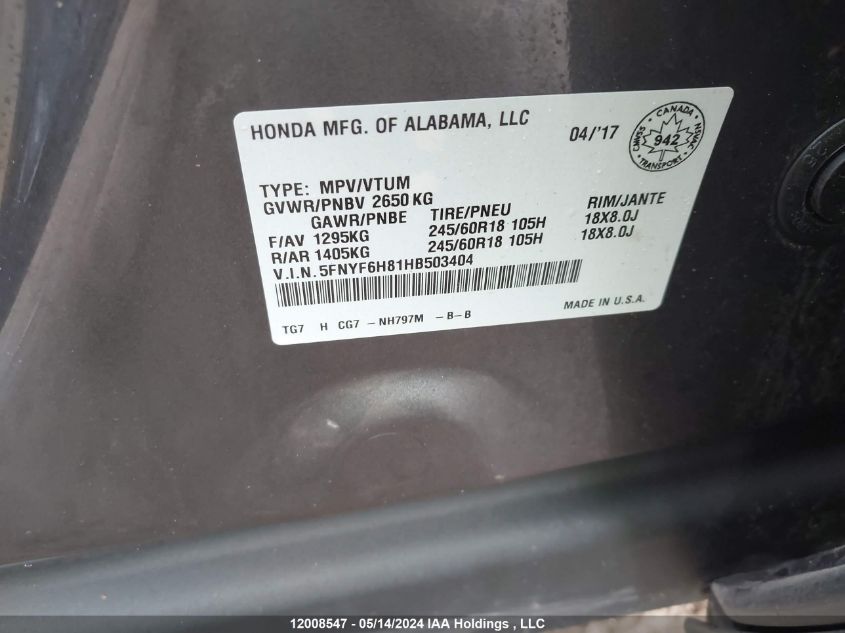 HONDA MFG. OF ALABAMA, LLC 04/'17
CANADA
CMVSS NSVAC
942
TRANSPORT
TYPE: MPV/VTUM
GVWR/PNBV 2650 KG
GAWR/PNBE TIRE/PNEU RIM/JANTE
F/AV 1295KG 245/60R18 105H 18X8.0J
R/AR 1405KG 245/60R18 105H 18X8.0J
V.I.N. 5FNYF6H81HB503404
MADE IN U.S.A.
TG7 H CG7 - NH797M - B - B
12008547 - 05/14/2024 IAA Holdings , LLC